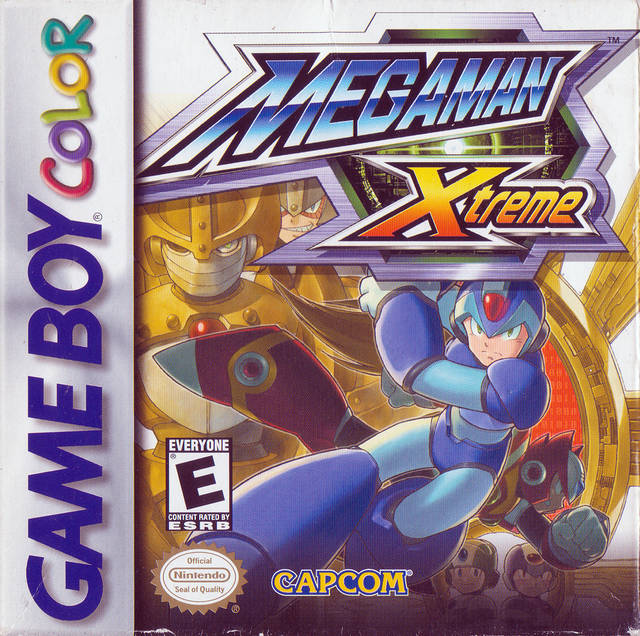 GAME BOY COLOR
®
MEGAMAN
™
Xtreme
EVERYONE
E
®
CONTENT RATED BY
ESRB
Official
Nintendo
Seal of Quality
®
CAPCOM®